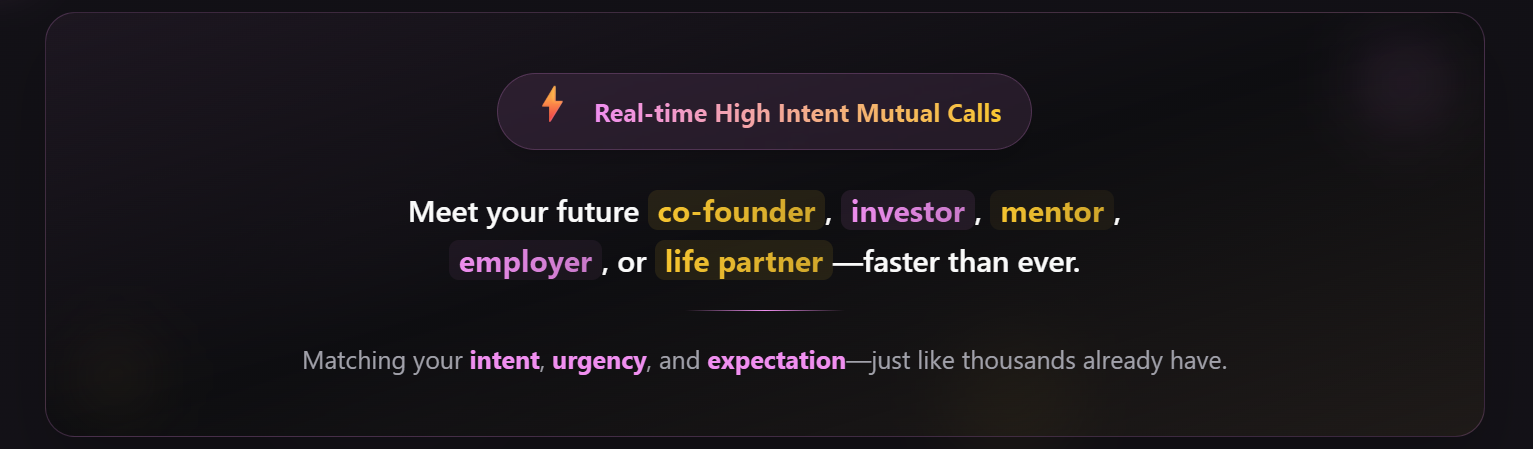 ⚡ Real-time High Intent Mutual Calls
Meet your future co-founder, investor, mentor,
employer, or life partner—faster than ever.
Matching your intent, urgency, and expectation—just like thousands already have.